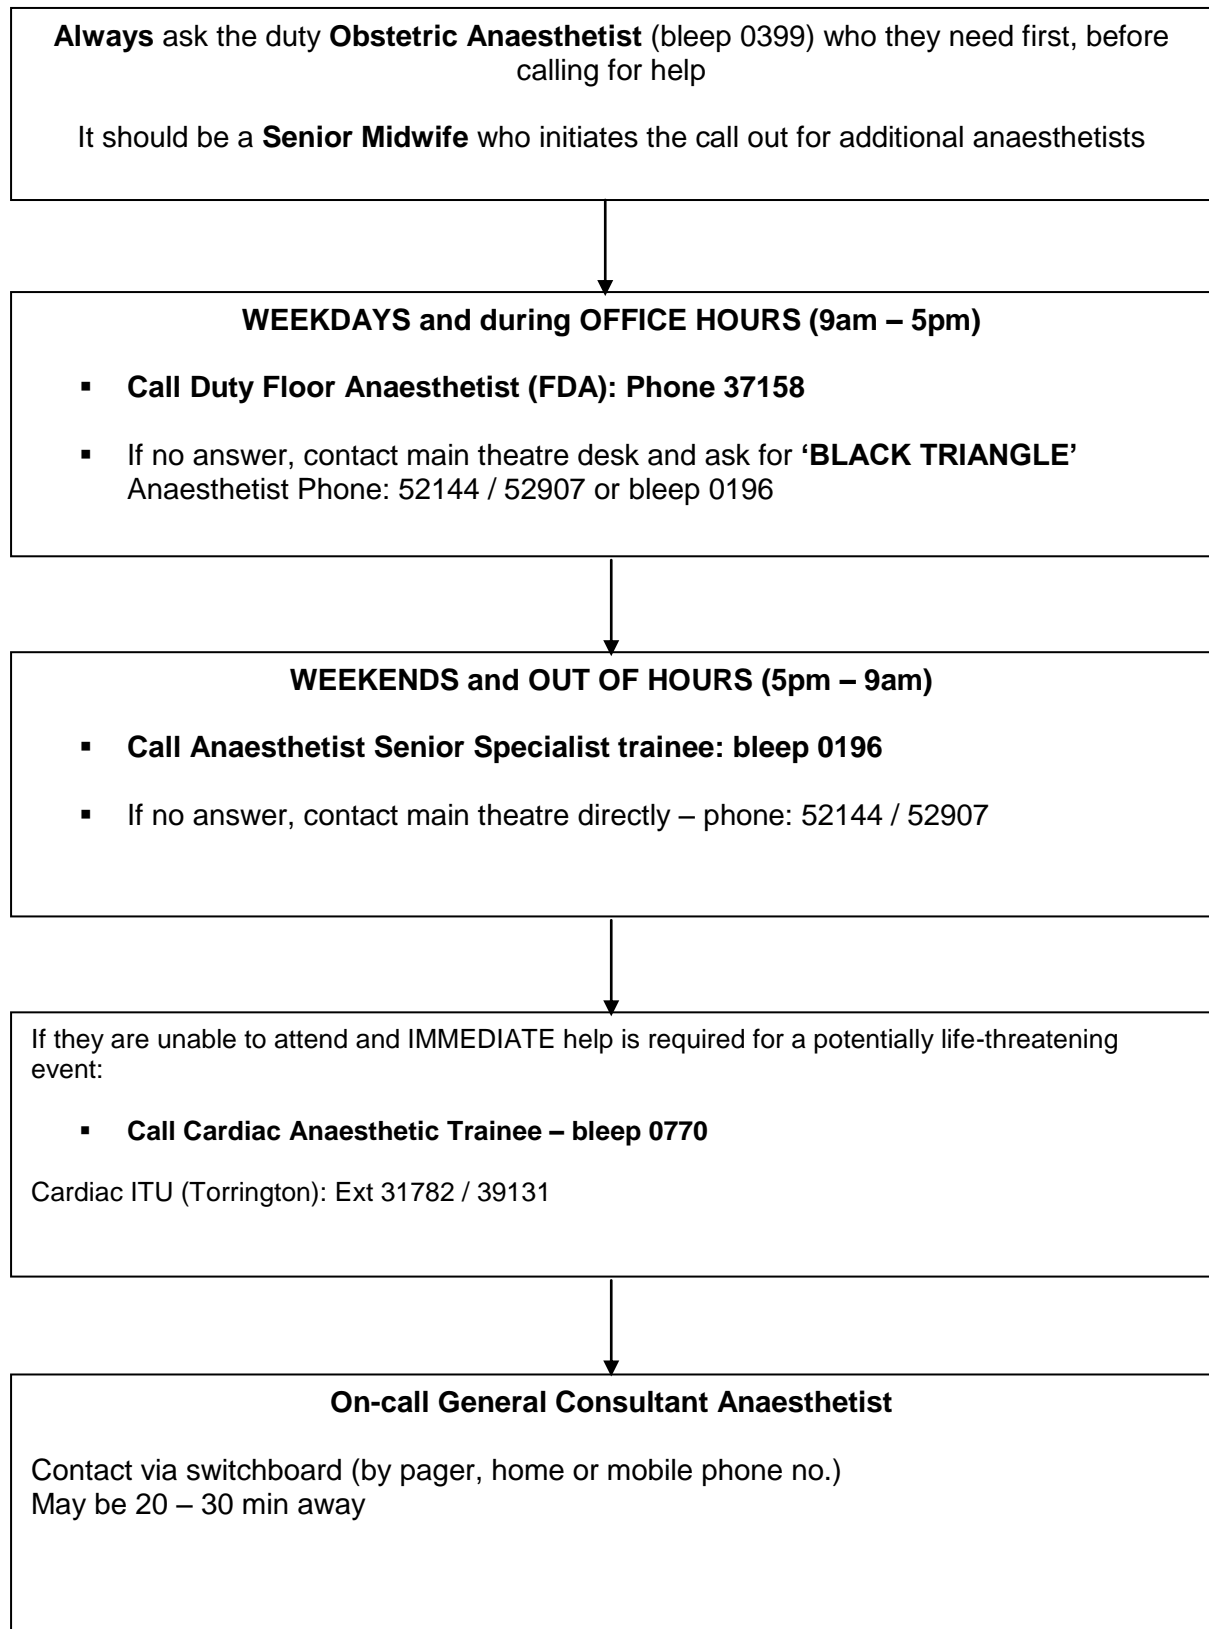 Always ask the duty Obstetric Anaesthetist (bleep 0399) who they need first, before
calling for help
It should be a Senior Midwife who initiates the call out for additional anaesthetists
WEEKDAYS and during OFFICE HOURS (9am – 5pm)
▪ Call Duty Floor Anaesthetist (FDA): Phone 37158
▪ If no answer, contact main theatre desk and ask for ‘BLACK TRIANGLE’
Anaesthetist Phone: 52144 / 52907 or bleep 0196
WEEKENDS and OUT OF HOURS (5pm – 9am)
▪ Call Anaesthetist Senior Specialist trainee: bleep 0196
▪ If no answer, contact main theatre directly – phone: 52144 / 52907
If they are unable to attend and IMMEDIATE help is required for a potentially life-threatening
event:
▪ Call Cardiac Anaesthetic Trainee – bleep 0770
Cardiac ITU (Torrington): Ext 31782 / 39131
On-call General Consultant Anaesthetist
Contact via switchboard (by pager, home or mobile phone no.)
May be 20 – 30 min away